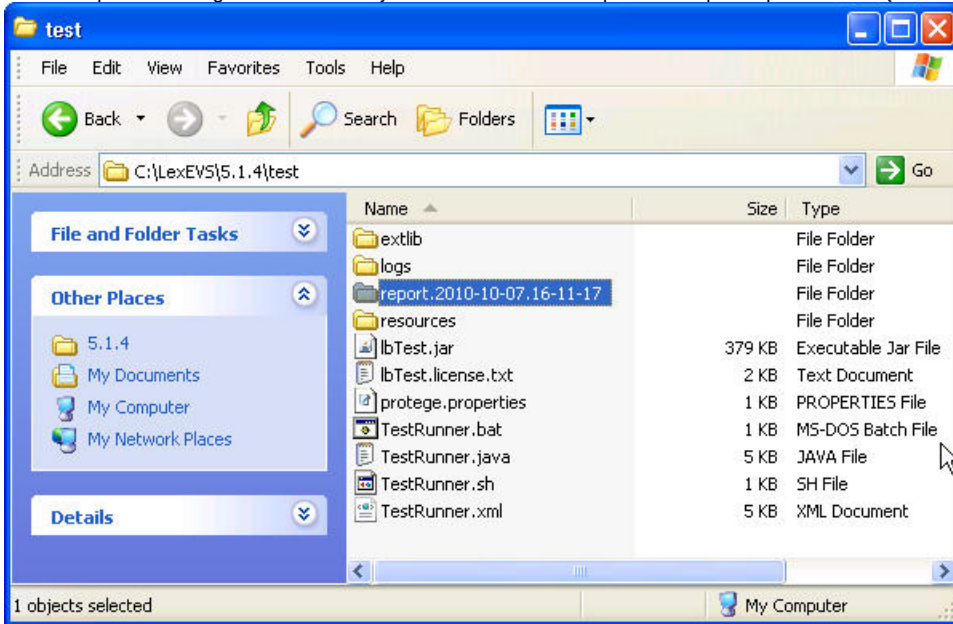 test
File Edit View Favorites Tools Help
Back Search Folders
Address C:\LexEVS\5.1.4\test Go
File and Folder Tasks
Other Places
5.1.4
My Documents
My Computer
My Network Places
Details
Name Size Type
extlib File Folder
logs File Folder
report.2010-10-07.16-11-17 File Folder
resources File Folder
lbTest.jar 379 KB Executable Jar File
lbTest.license.txt 2 KB Text Document
protege.properties 1 KB PROPERTIES File
TestRunner.bat 1 KB MS-DOS Batch File
TestRunner.java 5 KB JAVA File
TestRunner.sh 1 KB SH File
TestRunner.xml 5 KB XML Document
1 objects selected My Computer